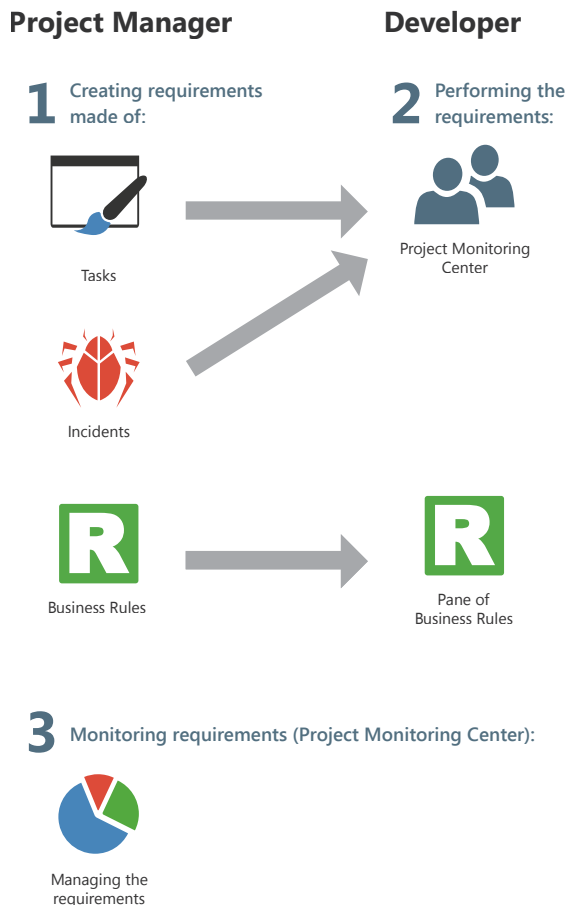 Project Manager
Developer
1
Creating requirements
made of:
2
Performing the
requirements:
Tasks
Project Monitoring
Center
Incidents
R
Business Rules
R
Pane of
Business Rules
3
Monitoring requirements (Project Monitoring Center):
Managing the
requirements